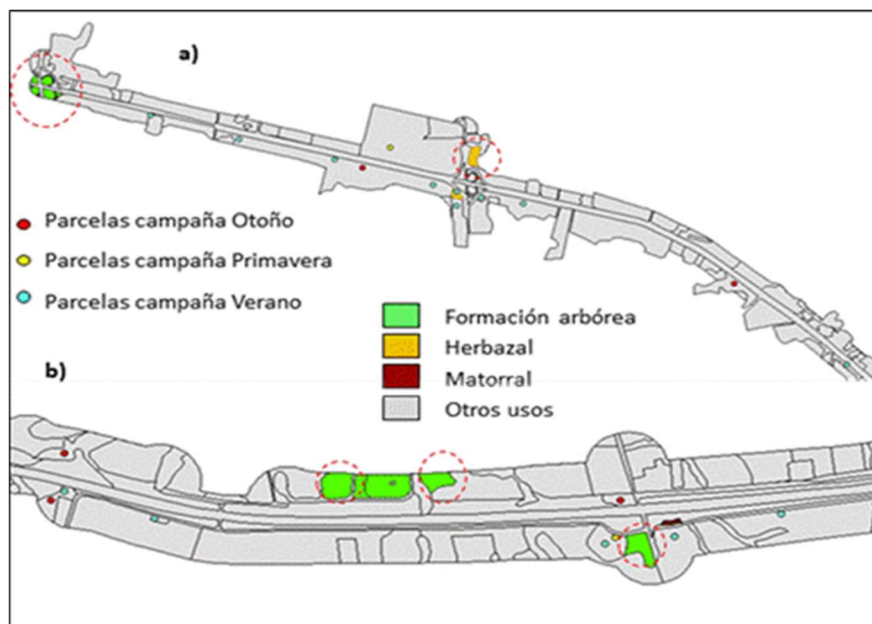 a)
Parcelas campaña Otoño
Parcelas campaña Primavera
Parcelas campaña Verano
Formación arbórea
Herbazal
Matorral
Otros usos
b)